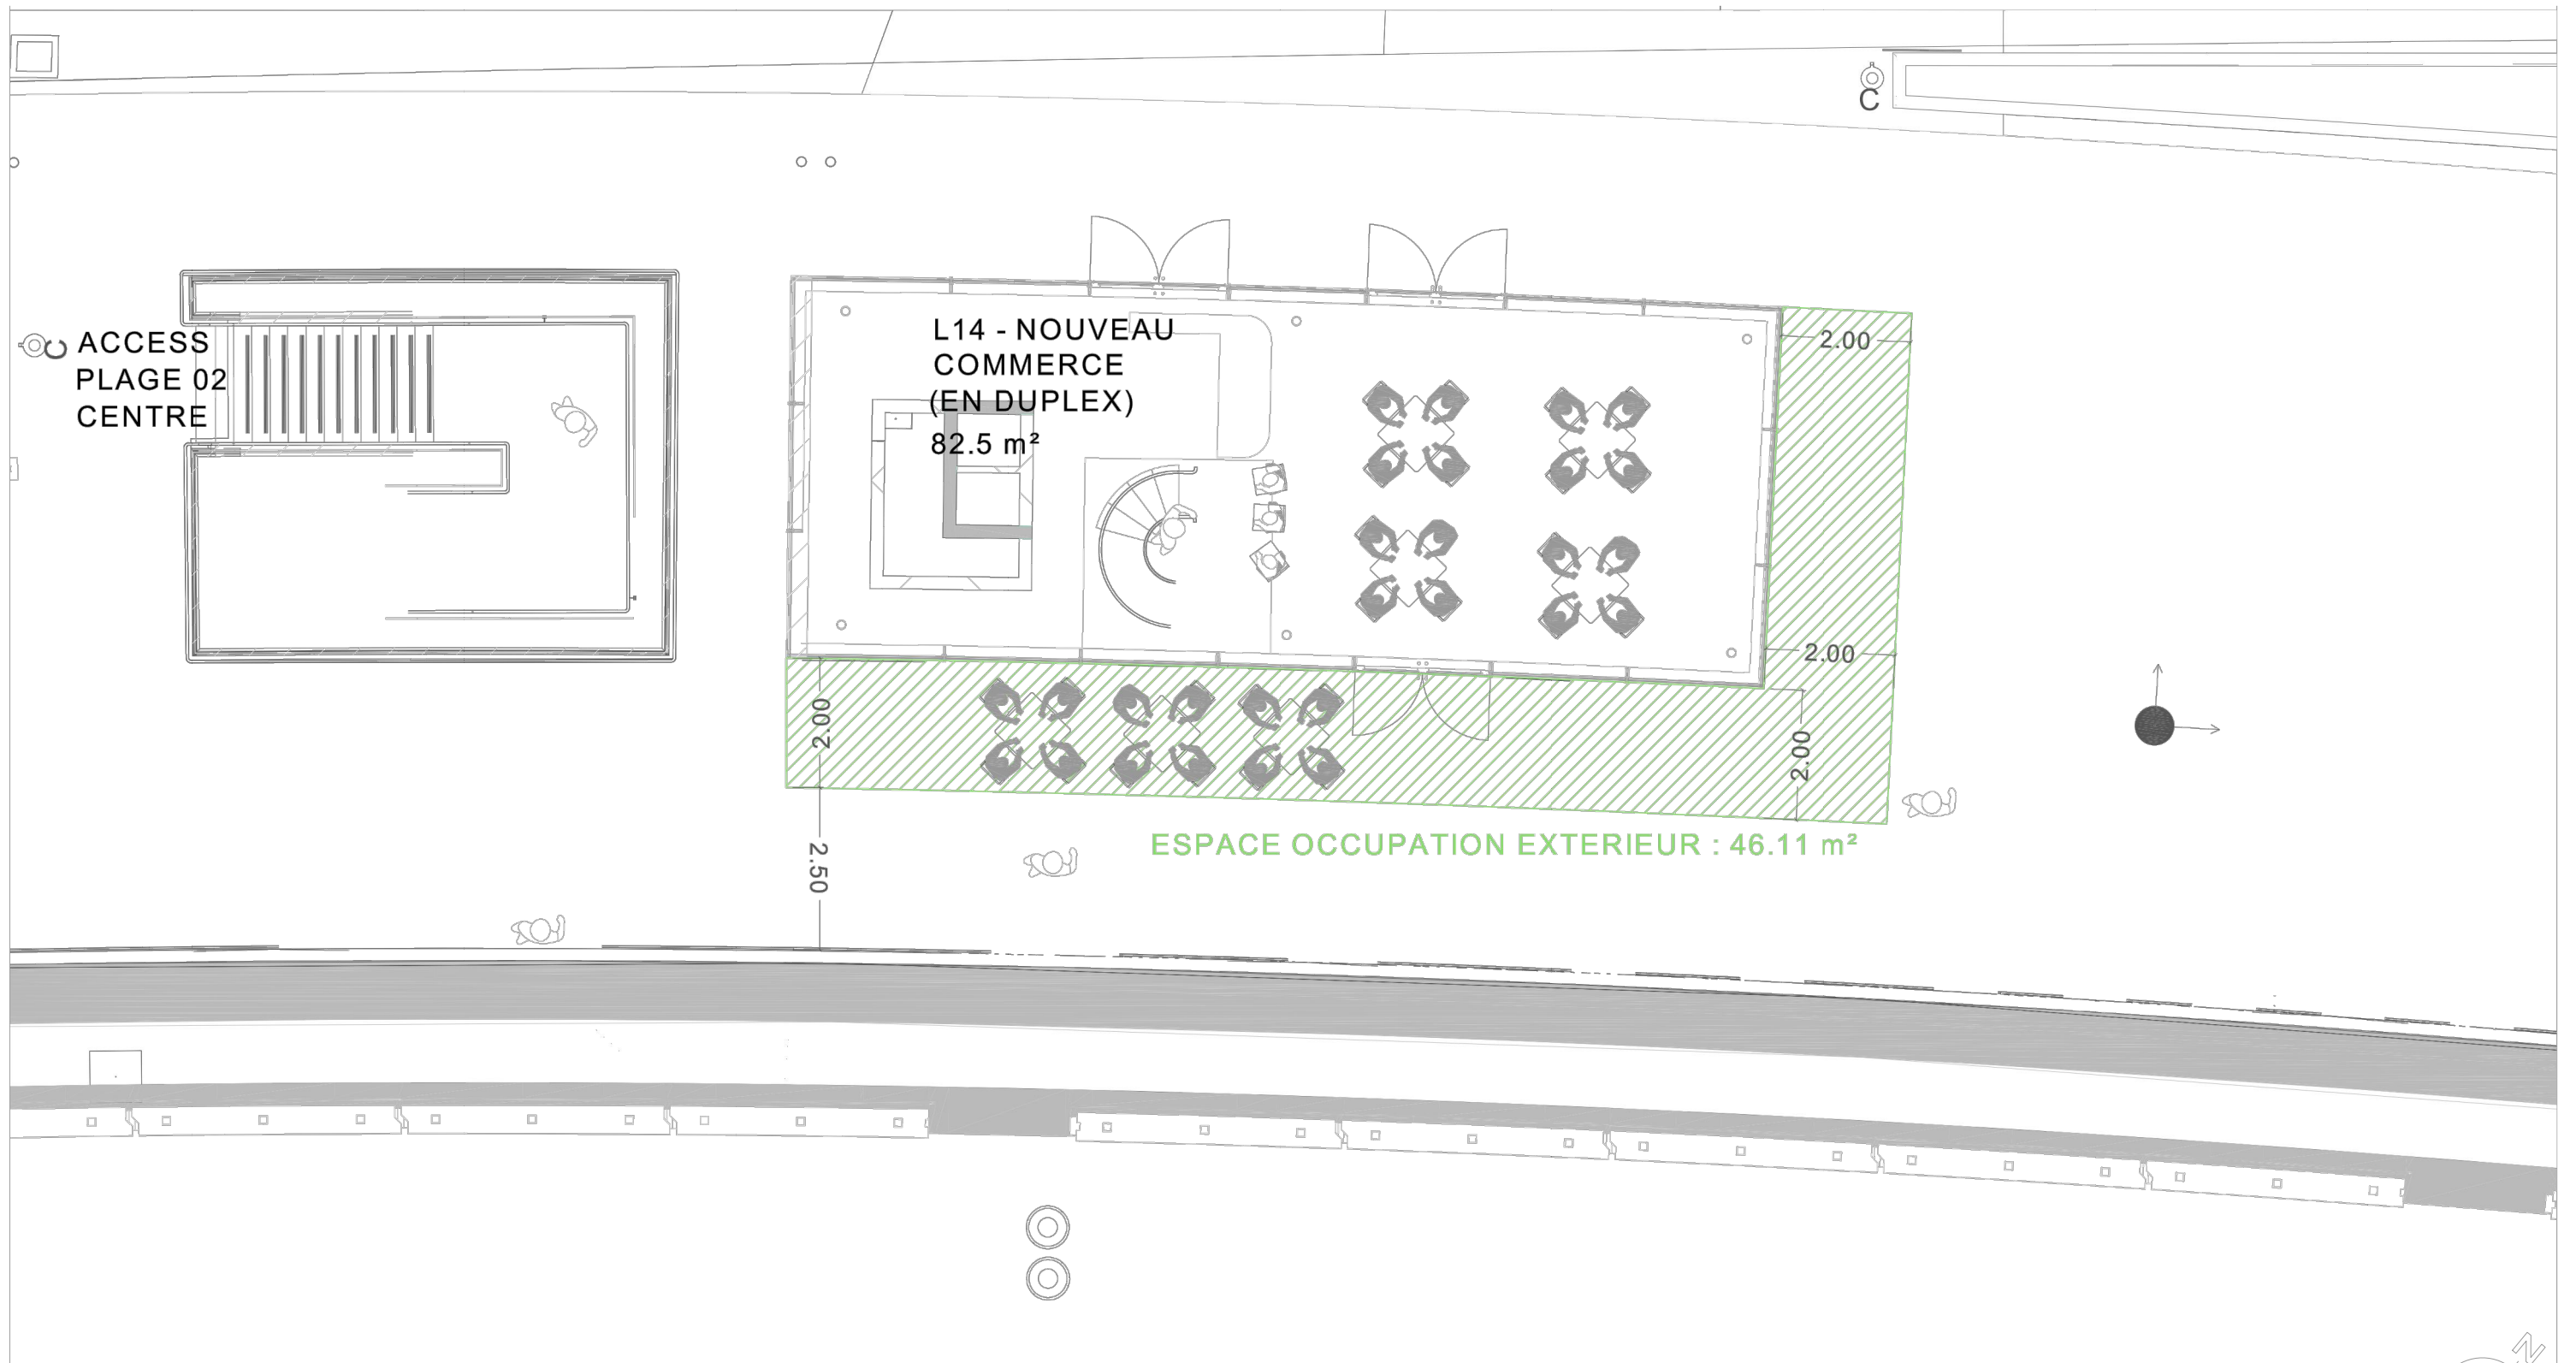 C
C
ACCESS
PLAGE 02
CENTRE
L14 - NOUVEAU
COMMERCE
(EN DUPLEX)
82.5 m²
2.00
2.00
2.00
2.00
2.50
ESPACE OCCUPATION EXTERIEUR : 46.11 m²
N